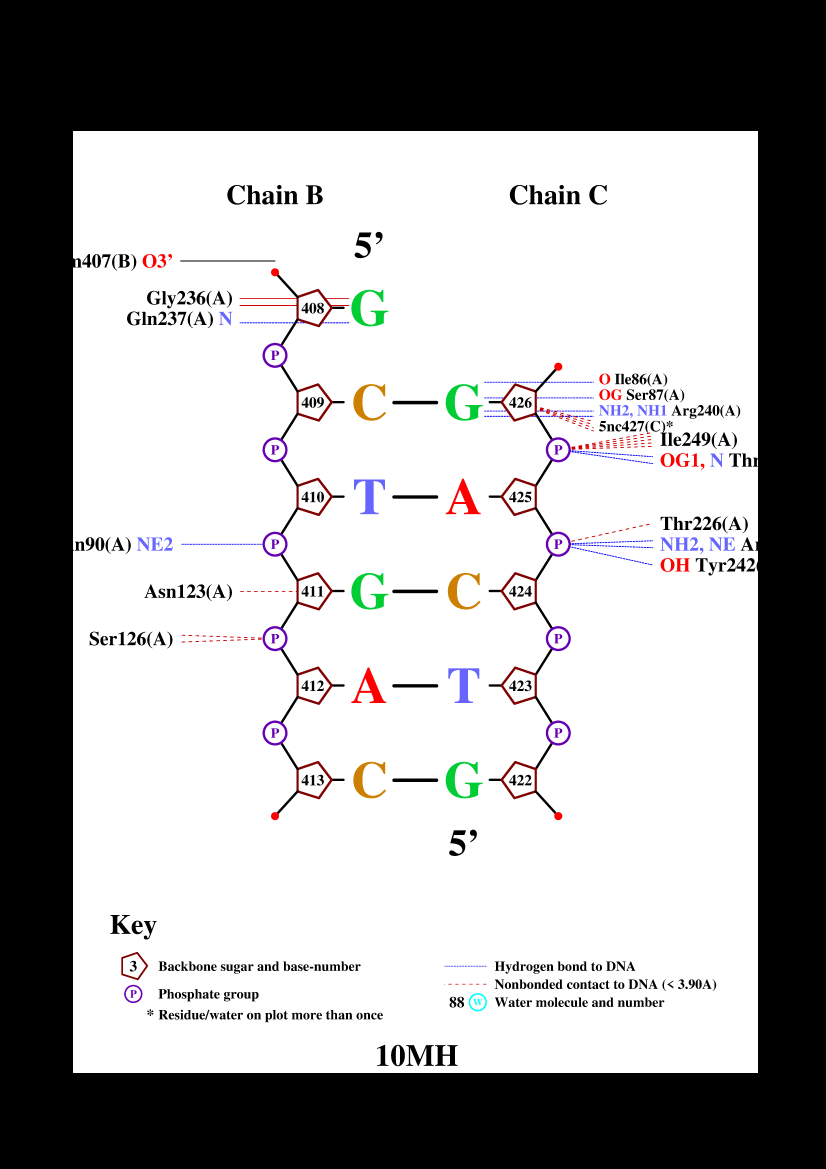 Chain B Chain C
5’
n407(B) O3’
Gly236(A)
408 G
Gln237(A) N
P
O Ile86(A)
OG Ser87(A)
409 C G 426
NH2, NH1 Arg240(A)
5nc427(C)*
Ile249(A)
P P
OG1, N Thr
410 T A 425
Thr226(A)
n90(A) NE2 P P NH2, NE Ar
OH Tyr242(
Asn123(A) 411 G C 424
Ser126(A) P P
412 A T 423
P P
413 C G 422
5’
Key
3 Backbone sugar and base-number
P Phosphate group
* Residue/water on plot more than once
Hydrogen bond to DNA
Nonbonded contact to DNA (< 3.90A)
88 W Water molecule and number
10MH